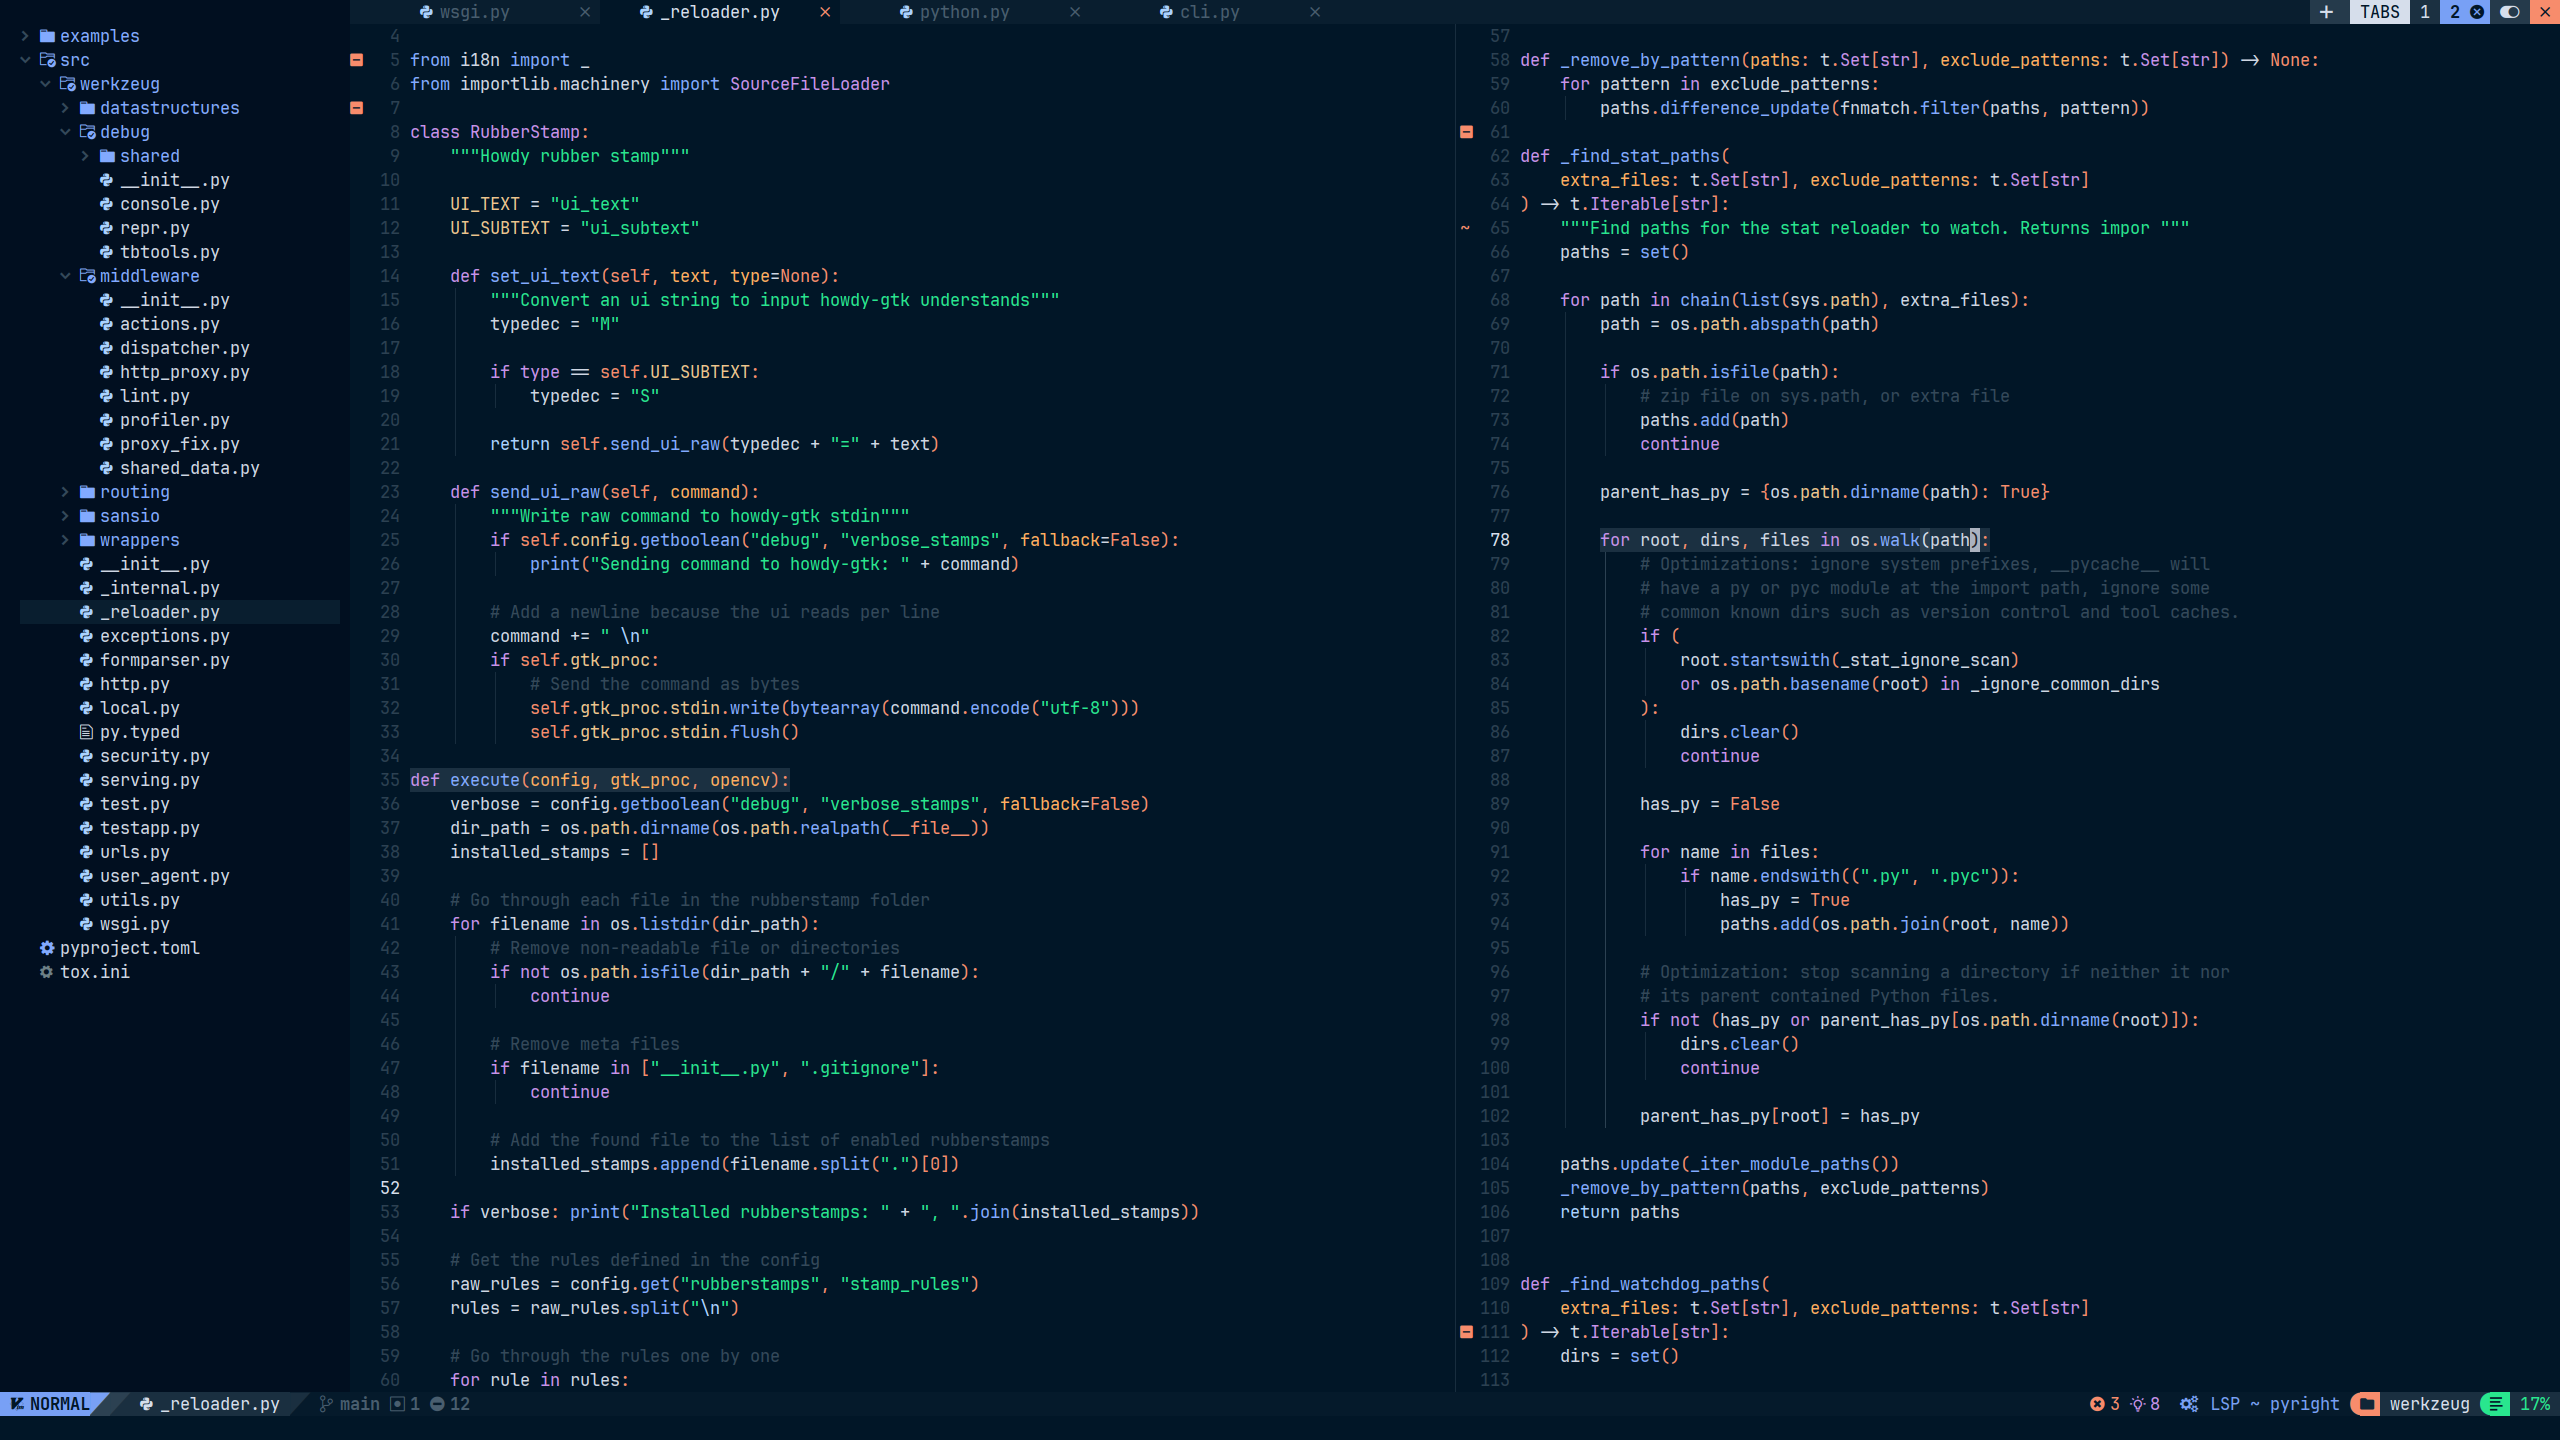 wsgi.py
_reloader.py
python.py
cli.py
TABS 1 2
examples
src
werkzeug
datastructures
debug
shared
__init__.py
console.py
repr.py
tbtools.py
middleware
__init__.py
actions.py
dispatcher.py
http_proxy.py
lint.py
profiler.py
proxy_fix.py
shared_data.py
routing
sansio
wrappers
__init__.py
_internal.py
_reloader.py
exceptions.py
formparser.py
http.py
local.py
py.typed
security.py
serving.py
test.py
testapp.py
urls.py
user_agent.py
utils.py
wsgi.py
pyproject.toml
tox.ini
4
5 from i18n import _
6 from importlib.machinery import SourceFileLoader
7
8 class RubberStamp:
9     """Howdy rubber stamp"""
10
11     UI_TEXT = "ui_text"
12     UI_SUBTEXT = "ui_subtext"
13
14     def set_ui_text(self, text, type=None):
15         """Convert an ui string to input howdy-gtk understands"""
16         typedec = "M"
17
18         if type == self.UI_SUBTEXT:
19             typedec = "S"
20
21         return self.send_ui_raw(typedec + "=" + text)
22
23     def send_ui_raw(self, command):
24         """Write raw command to howdy-gtk stdin"""
25         if self.config.getboolean("debug", "verbose_stamps", fallback=False):
26             print("Sending command to howdy-gtk: " + command)
27
28         # Add a newline because the ui reads per line
29         command += " \n"
30         if self.gtk_proc:
31             # Send the command as bytes
32             self.gtk_proc.stdin.write(bytearray(command.encode("utf-8")))
33             self.gtk_proc.stdin.flush()
34
35 def execute(config, gtk_proc, opencv):
36     verbose = config.getboolean("debug", "verbose_stamps", fallback=False)
37     dir_path = os.path.dirname(os.path.realpath(__file__))
38     installed_stamps = []
39
40     # Go through each file in the rubberstamp folder
41     for filename in os.listdir(dir_path):
42         # Remove non-readable file or directories
43         if not os.path.isfile(dir_path + "/" + filename):
44             continue
45
46         # Remove meta files
47         if filename in ["__init__.py", ".gitignore"]:
48             continue
49
50         # Add the found file to the list of enabled rubberstamps
51         installed_stamps.append(filename.split(".")[0])
52
53     if verbose: print("Installed rubberstamps: " + ", ".join(installed_stamps))
54
55     # Get the rules defined in the config
56     raw_rules = config.get("rubberstamps", "stamp_rules")
57     rules = raw_rules.split("\n")
58
59     # Go through the rules one by one
60     for rule in rules:
57
58 def _remove_by_pattern(paths: t.Set[str], exclude_patterns: t.Set[str]) -> None:
59     for pattern in exclude_patterns:
60         paths.difference_update(fnmatch.filter(paths, pattern))
61
62 def _find_stat_paths(
63     extra_files: t.Set[str], exclude_patterns: t.Set[str]
64 ) -> t.Iterable[str]:
~ 65     """Find paths for the stat reloader to watch. Returns impor """
66     paths = set()
67
68     for path in chain(list(sys.path), extra_files):
69         path = os.path.abspath(path)
70
71         if os.path.isfile(path):
72             # zip file on sys.path, or extra file
73             paths.add(path)
74             continue
75
76         parent_has_py = {os.path.dirname(path): True}
77
78         for root, dirs, files in os.walk(path):
79             # Optimizations: ignore system prefixes, __pycache__ will
80             # have a py or pyc module at the import path, ignore some
81             # common known dirs such as version control and tool caches.
82             if (
83                 root.startswith(_stat_ignore_scan)
84                 or os.path.basename(root) in _ignore_common_dirs
85             ):
86                 dirs.clear()
87                 continue
88
89             has_py = False
90
91             for name in files:
92                 if name.endswith((".py", ".pyc")):
93                     has_py = True
94                     paths.add(os.path.join(root, name))
95
96             # Optimization: stop scanning a directory if neither it nor
97             # its parent contained Python files.
98             if not (has_py or parent_has_py[os.path.dirname(root)]):
99                 dirs.clear()
100                 continue
101
102             parent_has_py[root] = has_py
103
104     paths.update(_iter_module_paths())
105     _remove_by_pattern(paths, exclude_patterns)
106     return paths
107
108
109 def _find_watchdog_paths(
110     extra_files: t.Set[str], exclude_patterns: t.Set[str]
111 ) -> t.Iterable[str]:
112     dirs = set()
113
NORMAL _reloader.py main 1 12 3 8 LSP ~ pyright werkzeug 17%